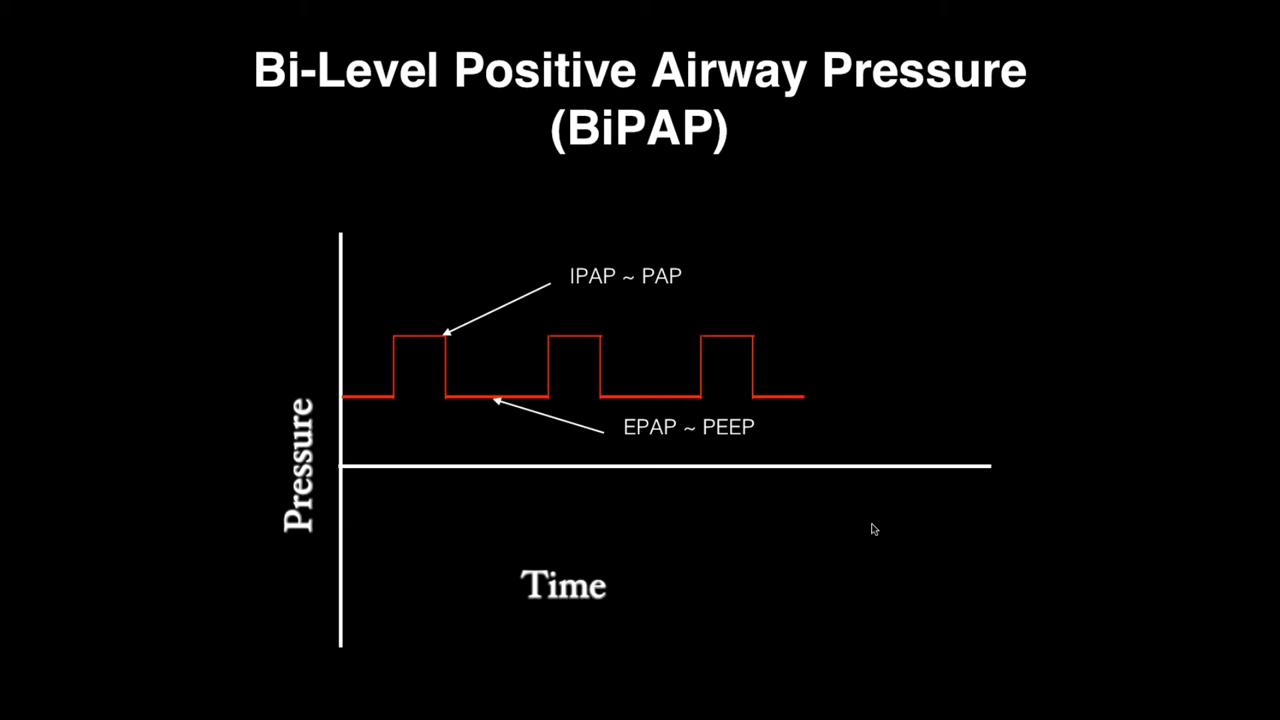 Bi-Level Positive Airway Pressure
(BiPAP)
IPAP ~ PAP
EPAP ~ PEEP
Pressure
Time